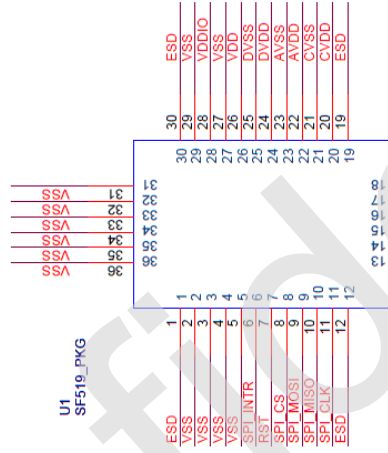 ESD 30 30
VSS 29 29
VDDIO 28 28
VSS 27 27
VDD 26 26
DVSS 25 25
DVDD 24 24
AVSS 23 23
AVDD 22 22
CVSS 21 21
CVDD 20 20
ESD 19 19
VSS 31 31
VSS 32 32
VSS 33 33
VSS 34 34
VSS 35 35
VSS 36 36
18
17
16
15
14
13
U1
SF519_PKG
ESD 1 1
VSS 2 2
VSS 3 3
VSS 4 4
VSS 5 5
SPI_INTR 6 6
RST 7 7
SPI_CS 8 8
SPI_MOSI 9 9
SPI_MISO 10 10
SPI_CLK 11 11
ESD 12 12
fid